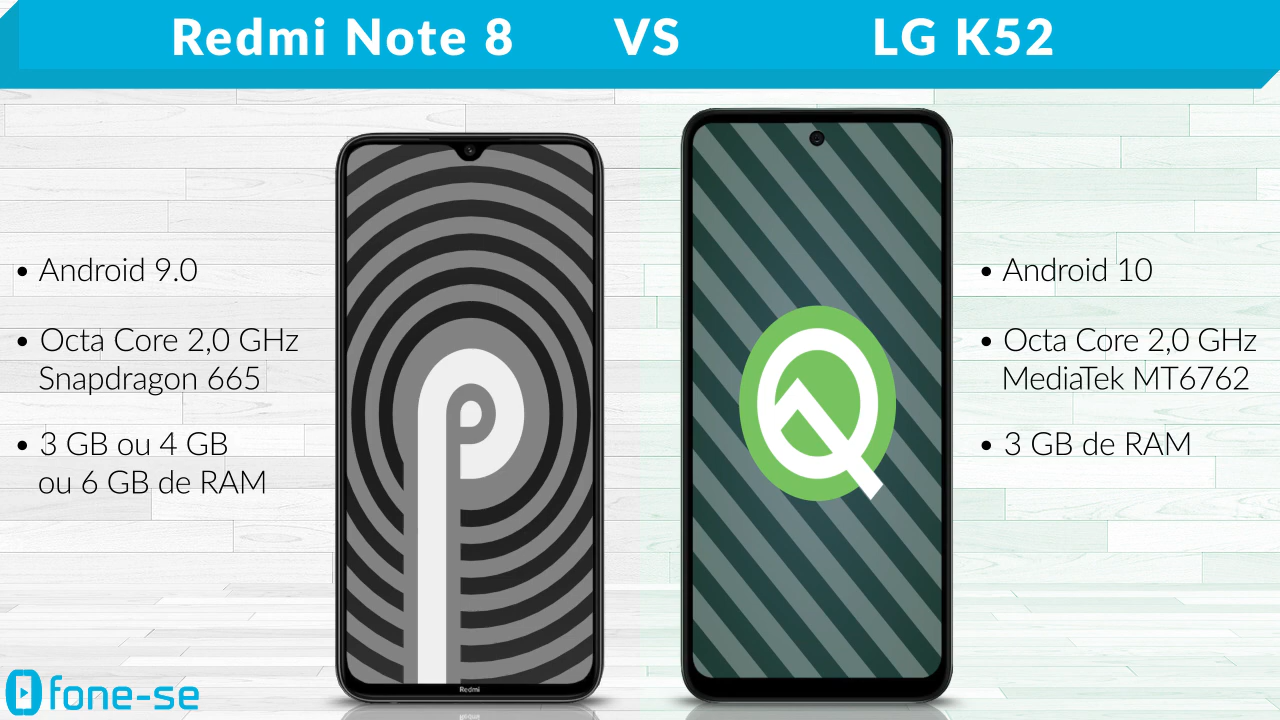 Redmi Note 8 VS LG K52
• Android 9.0
• Octa Core 2,0 GHz
Snapdragon 665
• 3 GB ou 4 GB
ou 6 GB de RAM
Redmi
• Android 10
• Octa Core 2,0 GHz
MediaTek MT6762
• 3 GB de RAM
fone-se